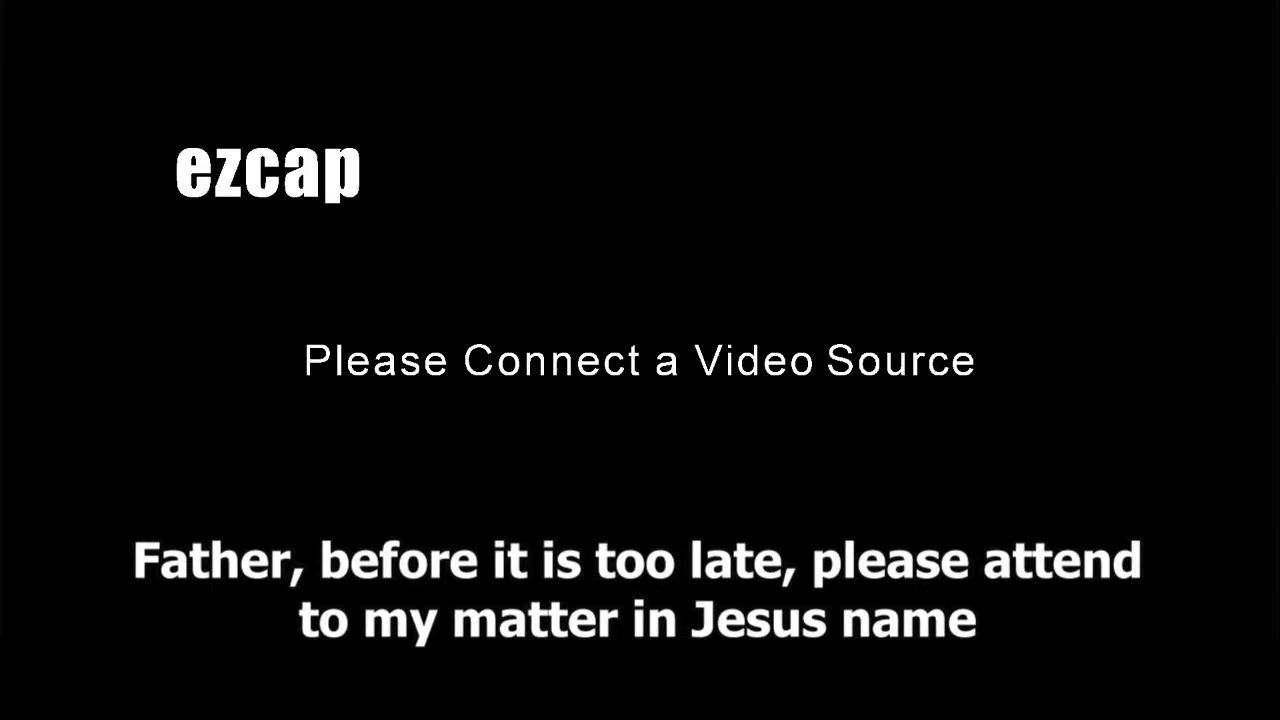 ezcap
Please Connect a Video Source
Father, before it is too late, please attend
to my matter in Jesus name